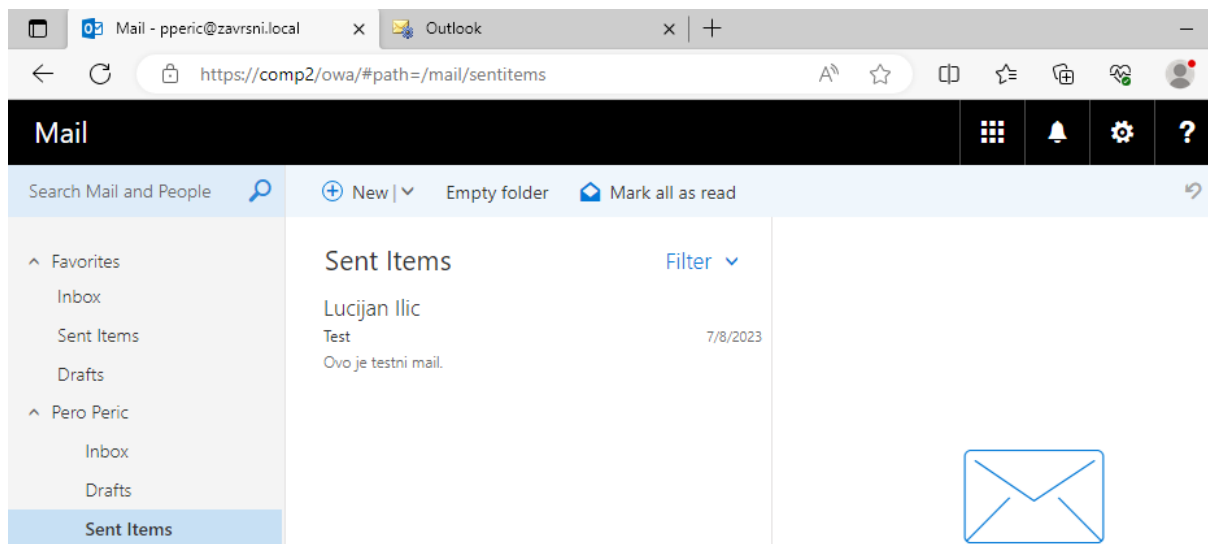 Mail - pperic@zavrsni.local
Outlook
https://comp2/owa/#path=/mail/sentitems
Mail
?
Search Mail and People
New
Empty folder
Mark all as read
Favorites
Inbox
Sent Items
Drafts
Pero Peric
Inbox
Drafts
Sent Items
Sent Items
Filter
Lucijan Ilic
Test
7/8/2023
Ovo je testni mail.